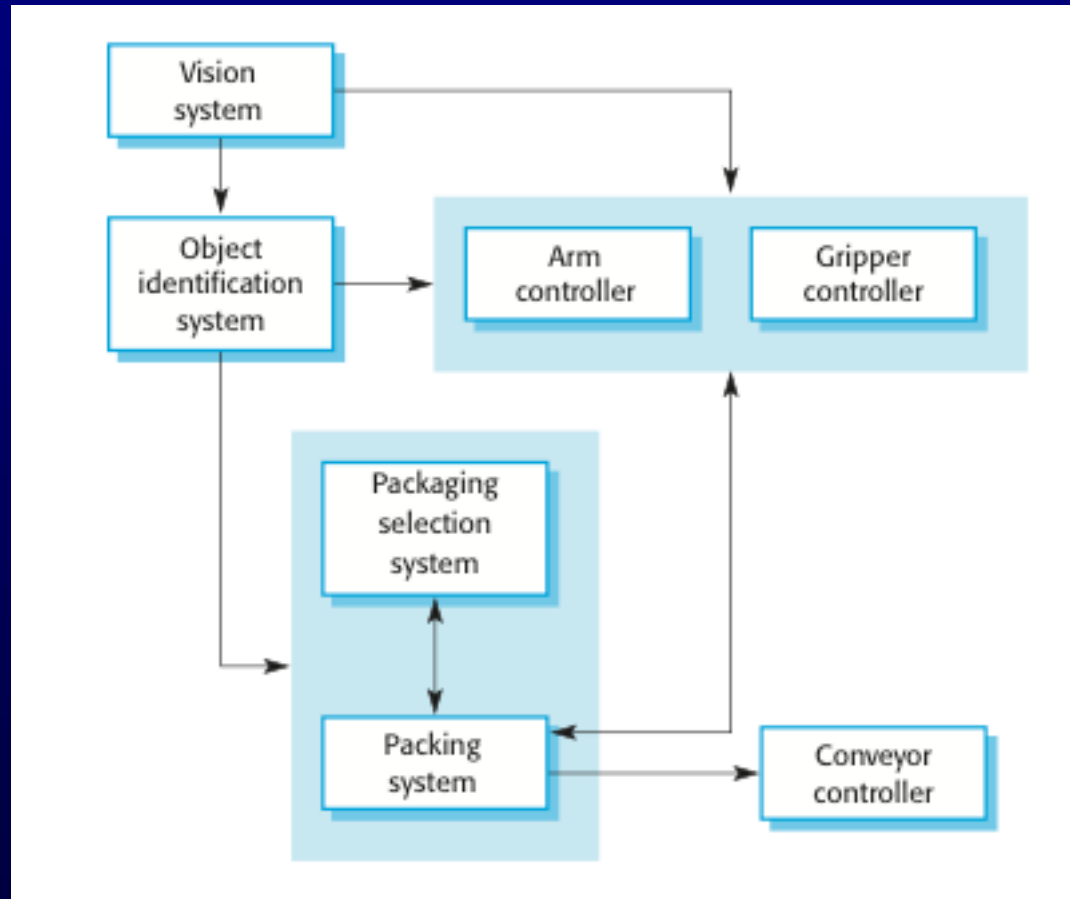 Vision
system
Object
identification
system
Arm
controller
Gripper
controller
Packaging
selection
system
Packing
system
Conveyor
controller